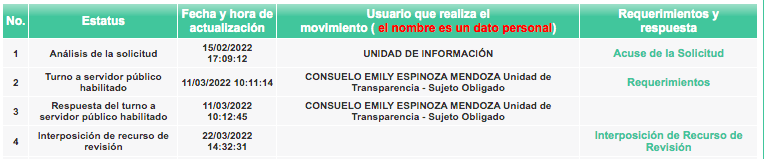 No. Estatus Fecha y hora de actualización Usuario que realiza el movimiento ( el nombre es un dato personal) Requerimientos y respuesta
1 Análisis de la solicitud 15/02/2022 17:09:12 UNIDAD DE INFORMACIÓN Acuse de la Solicitud
2 Turno a servidor público habilitado 11/03/2022 10:11:14 CONSUELO EMILY ESPINOZA MENDOZA Unidad de Transparencia - Sujeto Obligado Requerimientos
3 Respuesta del turno a servidor público habilitado 11/03/2022 10:12:45 CONSUELO EMILY ESPINOZA MENDOZA Unidad de Transparencia - Sujeto Obligado
4 Interposición de recurso de revisión 22/03/2022 14:32:31 Interposición de Recurso de Revisión